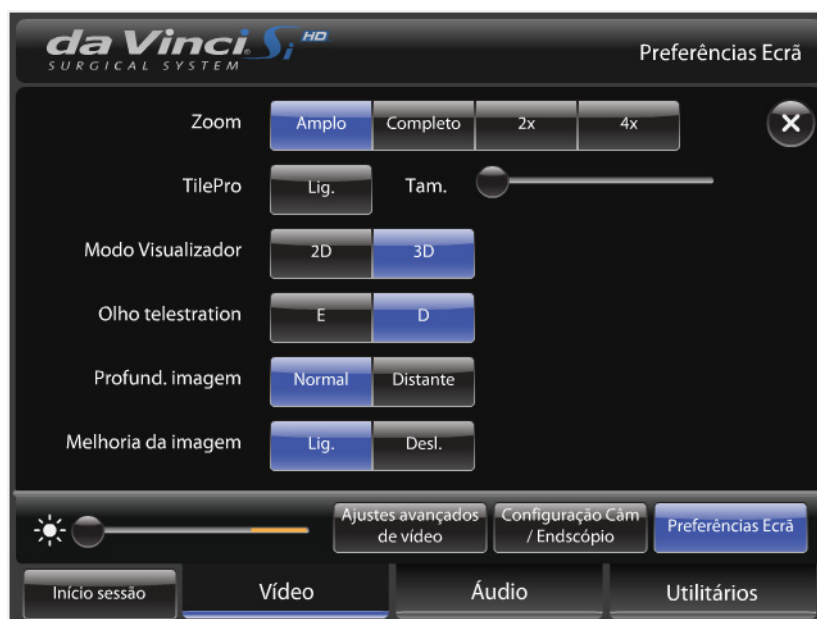 da Vinci. Si HD
SURGICAL SYSTEM
Preferências Ecrã
Zoom Amplo Completo 2x 4x
TilePro Lig. Tam.
Modo Visualizador 2D 3D
Olho telestration E D
Profund. imagem Normal Distante
Melhoria da imagem Lig. Desl.
Ajustes avançados
de vídeo
Configuração Câm
/ Endscópio
Preferências Ecrã
Início sessão Vídeo Áudio Utilitários